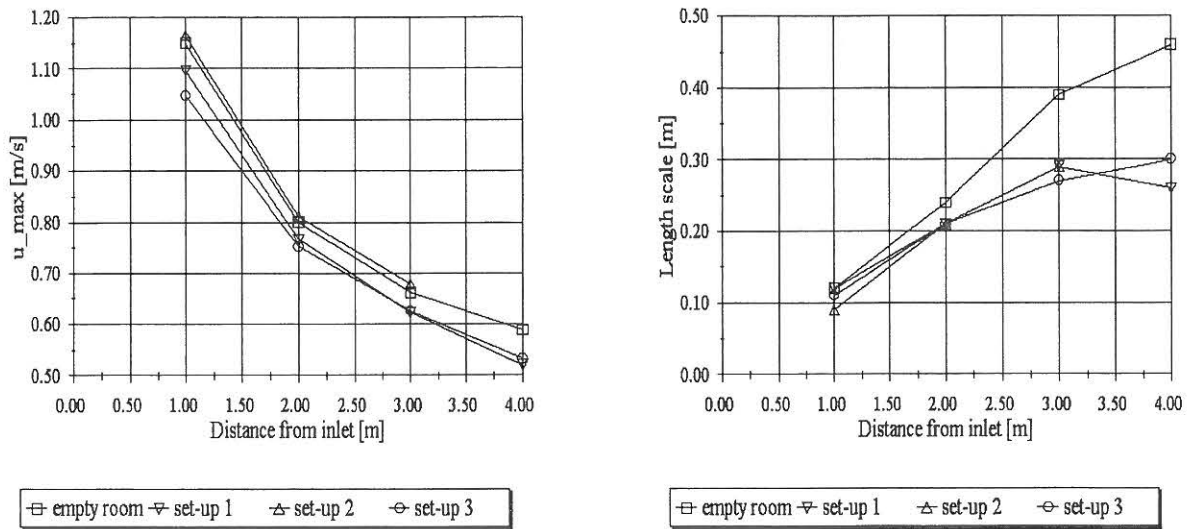 1.20
1.10
1.00
0.90
0.80
0.70
0.60
0.50
u_max [m/s]
0.00 0.50 1.00 1.50 2.00 2.50 3.00 3.50 4.00
Distance from inlet [m]
empty room set-up 1 set-up 2 set-up 3
0.50
0.40
0.30
0.20
0.10
0.00
Length scale [m]
0.00 0.50 1.00 1.50 2.00 2.50 3.00 3.50 4.00
Distance from inlet [m]
empty room set-up 1 set-up 2 set-up 3